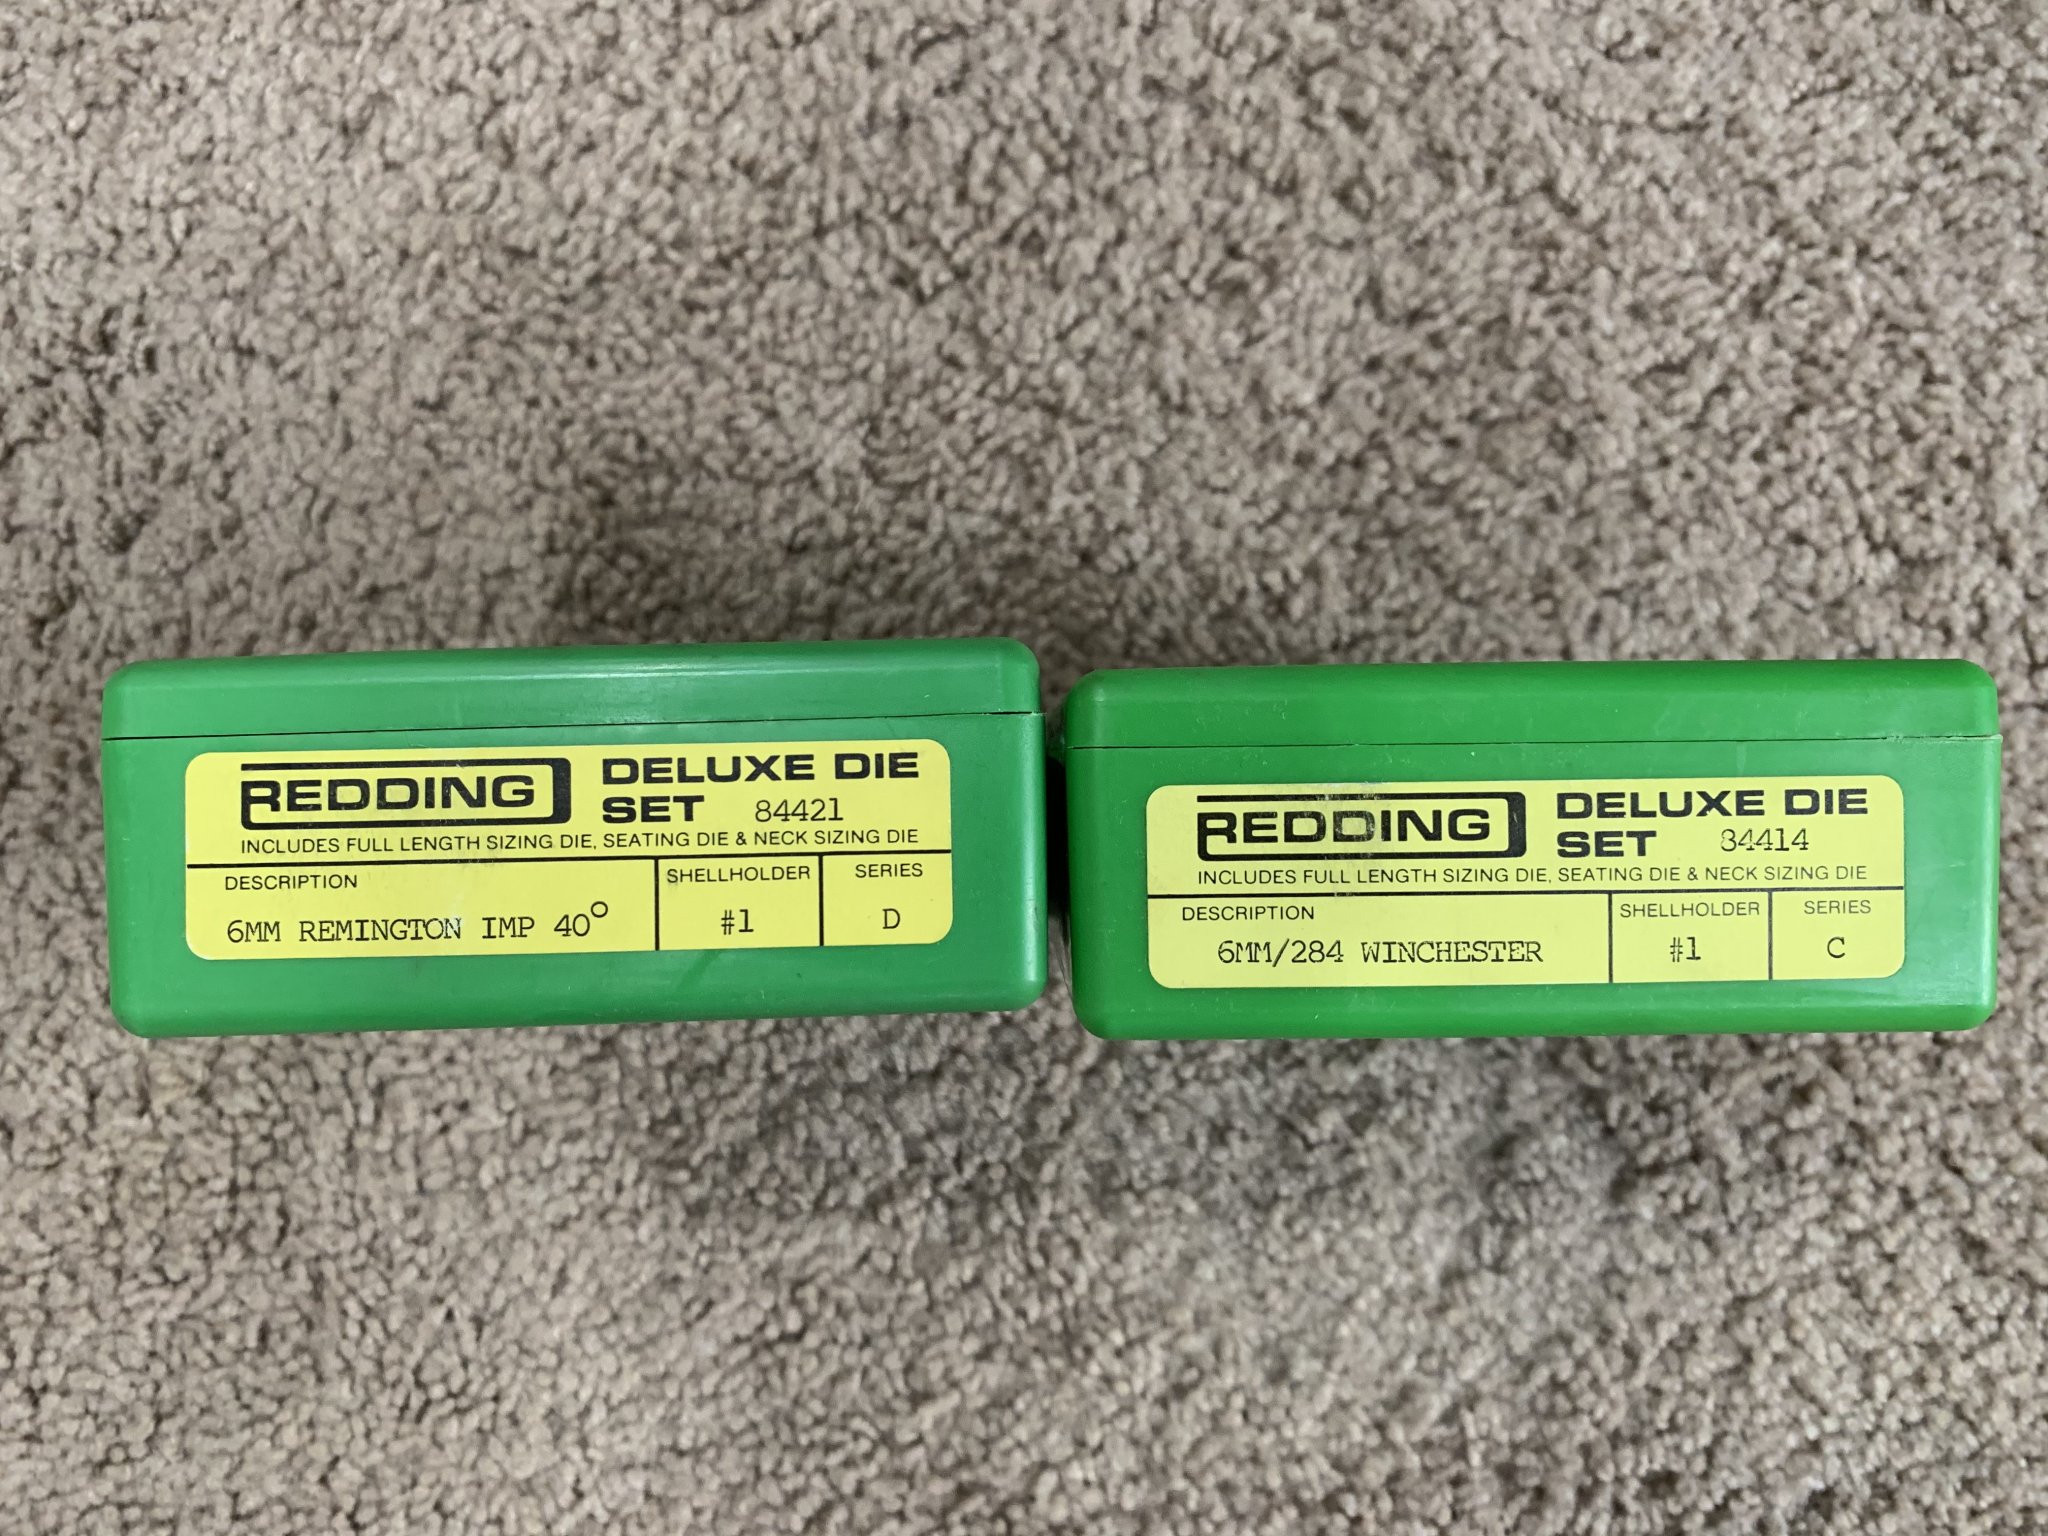 REDDING DELUXE DIE
SET 84421
INCLUDES FULL LENGTH SIZING DIE, SEATING DIE & NECK SIZING DIE
DESCRIPTION SHELLHOLDER SERIES
6MM REMINGTON IMP 40° #1 D
REDDING DELUXE DIE
SET 84414
INCLUDES FULL LENGTH SIZING DIE, SEATING DIE & NECK SIZING DIE
DESCRIPTION SHELLHOLDER SERIES
6MM/284 WINCHESTER #1 C